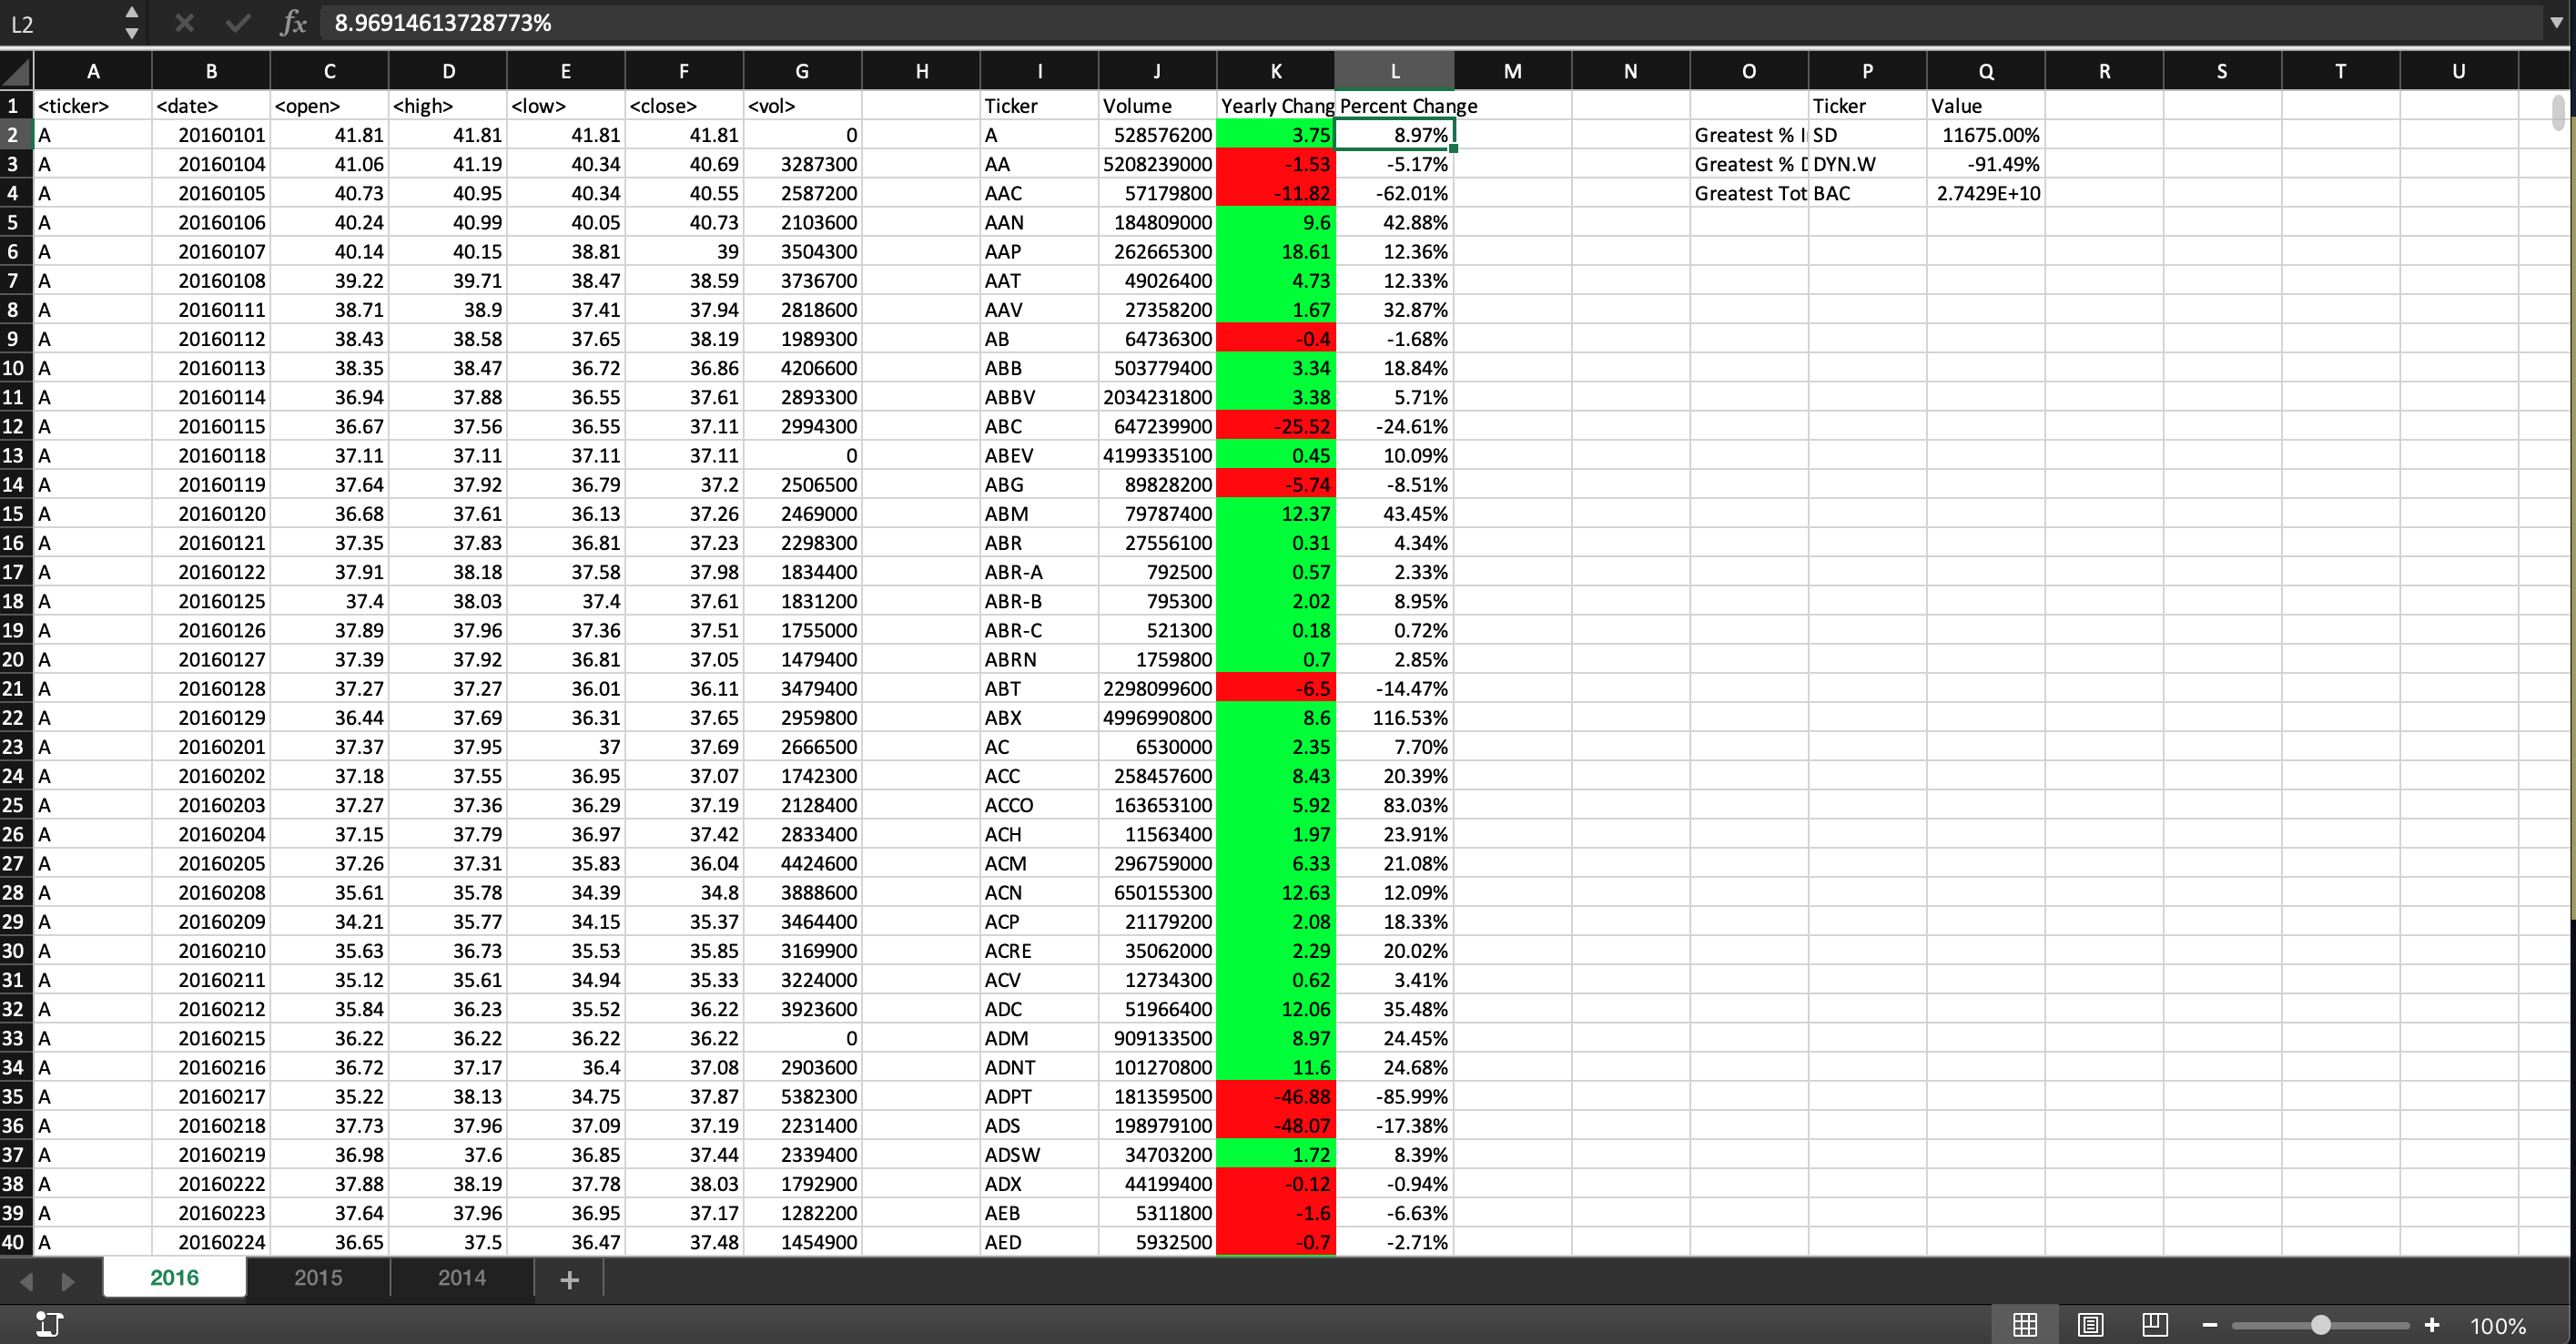 L2 fx 8.96914613728773%
A B C D E F G H I J K L M N O P Q R S T U
1 <ticker> <date> <open> <high> <low> <close> <vol> Ticker Volume Yearly Chang Percent Change Ticker Value
2 A 20160101 41.81 41.81 41.81 41.81 0 A 528576200 3.75 8.97% Greatest % I SD 11675.00%
3 A 20160104 41.06 41.19 40.34 40.69 3287300 AA 5208239000 -1.53 -5.17% Greatest % D DYN.W -91.49%
4 A 20160105 40.73 40.95 40.34 40.55 2587200 AAC 57179800 -11.82 -62.01% Greatest Tot BAC 2.7429E+10
5 A 20160106 40.24 40.99 40.05 40.73 2103600 AAN 184809000 9.6 42.88%
6 A 20160107 40.14 40.15 38.81 39 3504300 AAP 262665300 18.61 12.36%
7 A 20160108 39.22 39.71 38.47 38.59 3736700 AAT 49026400 4.73 12.33%
8 A 20160111 38.71 38.9 37.41 37.94 2818600 AAV 27358200 1.67 32.87%
9 A 20160112 38.43 38.58 37.65 38.19 1989300 AB 64736300 -0.4 -1.68%
10 A 20160113 38.35 38.47 36.72 36.86 4206600 ABB 503779400 3.34 18.84%
11 A 20160114 36.94 37.88 36.55 37.61 2893300 ABBV 2034231800 3.38 5.71%
12 A 20160115 36.67 37.56 36.55 37.11 2994300 ABC 647239900 -25.52 -24.61%
13 A 20160118 37.11 37.11 37.11 37.11 0 ABEV 4199335100 0.45 10.09%
14 A 20160119 37.64 37.92 36.79 37.2 2506500 ABG 89828200 -5.74 -8.51%
15 A 20160120 36.68 37.61 36.13 37.26 2469000 ABM 79787400 12.37 43.45%
16 A 20160121 37.35 37.83 36.81 37.23 2298300 ABR 27556100 0.31 4.34%
17 A 20160122 37.91 38.18 37.58 37.98 1834400 ABR-A 792500 0.57 2.33%
18 A 20160125 37.4 38.03 37.4 37.61 1831200 ABR-B 795300 2.02 8.95%
19 A 20160126 37.89 37.96 37.36 37.51 1755000 ABR-C 521300 0.18 0.72%
20 A 20160127 37.39 37.92 36.81 37.05 1479400 ABRN 1759800 0.7 2.85%
21 A 20160128 37.27 37.27 36.01 36.11 3479400 ABT 2298099600 -6.5 -14.47%
22 A 20160129 36.44 37.69 36.31 37.65 2959800 ABX 4996990800 8.6 116.53%
23 A 20160201 37.37 37.95 37 37.69 2666500 AC 6530000 2.35 7.70%
24 A 20160202 37.18 37.55 36.95 37.07 1742300 ACC 258457600 8.43 20.39%
25 A 20160203 37.27 37.36 36.29 37.19 2128400 ACCO 163653100 5.92 83.03%
26 A 20160204 37.15 37.79 36.97 37.42 2833400 ACH 11563400 1.97 23.91%
27 A 20160205 37.26 37.31 35.83 36.04 4424600 ACM 296759000 6.33 21.08%
28 A 20160208 35.61 35.78 34.39 34.8 3888600 ACN 650155300 12.63 12.09%
29 A 20160209 34.21 35.77 34.15 35.37 3464400 ACP 21179200 2.08 18.33%
30 A 20160210 35.63 36.73 35.53 35.85 3169900 ACRE 35062000 2.29 20.02%
31 A 20160211 35.12 35.61 34.94 35.33 3224000 ACV 12734300 0.62 3.41%
32 A 20160212 35.84 36.23 35.52 36.22 3923600 ADC 51966400 12.06 35.48%
33 A 20160215 36.22 36.22 36.22 36.22 0 ADM 909133500 8.97 24.45%
34 A 20160216 36.72 37.17 36.4 37.08 2903600 ADNT 101270800 11.6 24.68%
35 A 20160217 35.22 38.13 34.75 37.87 5382300 ADPT 181359500 -46.88 -85.99%
36 A 20160218 37.73 37.96 37.09 37.19 2231400 ADS 198979100 -48.07 -17.38%
37 A 20160219 36.98 37.6 36.85 37.44 2339400 ADSW 34703200 1.72 8.39%
38 A 20160222 37.88 38.19 37.78 38.03 1792900 ADX 44199400 -0.12 -0.94%
39 A 20160223 37.64 37.96 36.95 37.17 1282200 AEB 5311800 -1.6 -6.63%
40 A 20160224 36.65 37.5 36.47 37.48 1454900 AED 5932500 -0.7 -2.71%
2016 2015 2014 +
100%